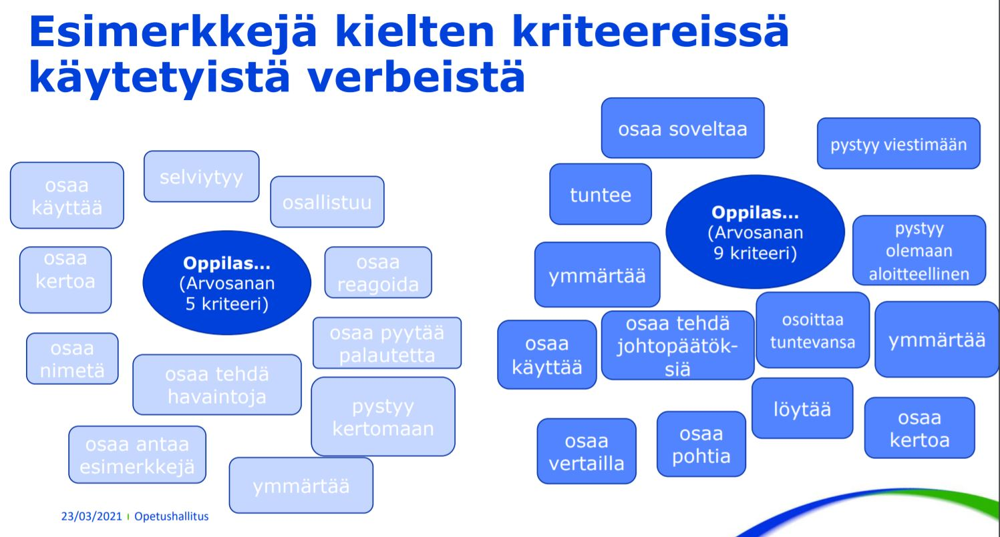 Esimerkkejä kielten kriteereissä
käytetyistä verbeistä
osaa
käyttää
selviytyy
osallistuu
osaa
kertoa
Oppilas...
(Arvosanan
5 kriteeri)
osaa
reagoida
osaa
nimetä
osaa tehdä
havaintoja
osaa pyytää
palautetta
pystyy
kertomaan
osaa antaa
esimerkkejä
ymmärtää
osaa soveltaa
pystyy viestimään
tuntee
Oppilas...
(Arvosanan
9 kriteeri)
pystyy
olemaan
aloitteellinen
ymmärtää
osaa
käyttää
osaa tehdä
johtopäätök-
siä
osoittaa
tuntevansa
ymmärtää
löytää
osaa
vertailla
osaa
pohtia
osaa
kertoa
23/03/2021 | Opetushallitus